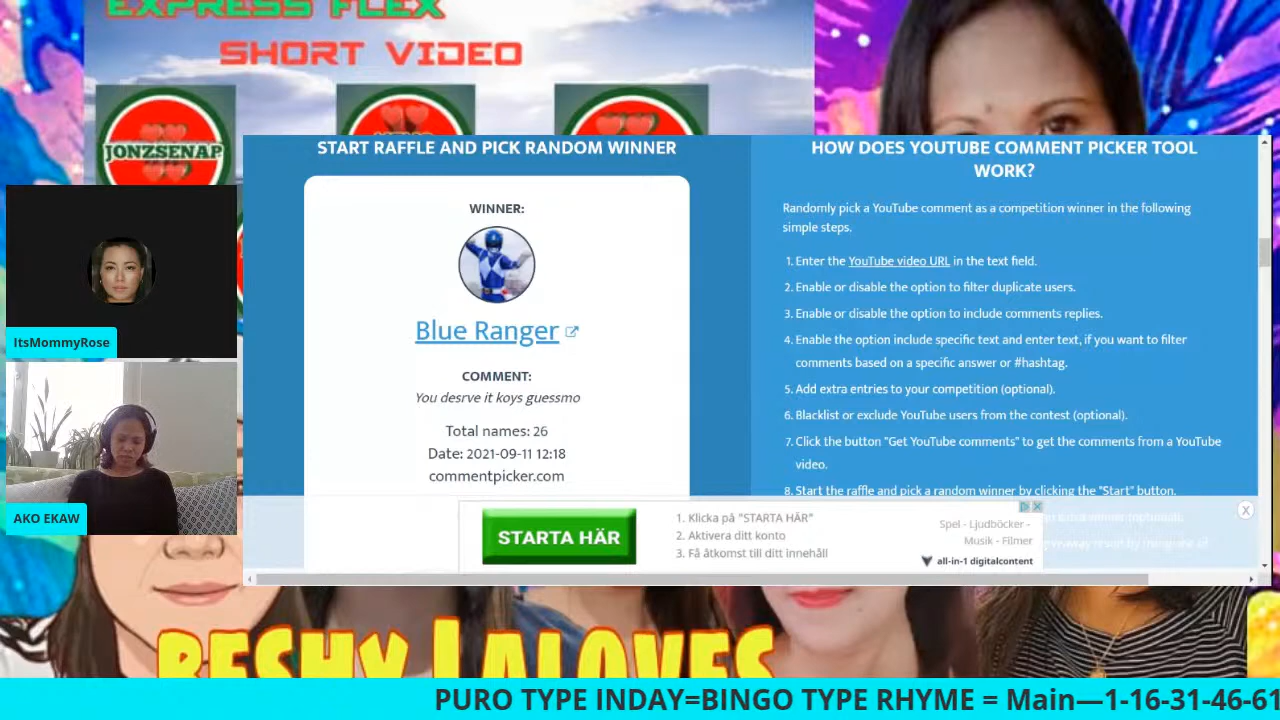 EXPRESS FLEX
SHORT VIDEO
JONZSENAP
START RAFFLE AND PICK RANDOM WINNER
WINNER:
Blue Ranger
COMMENT:
You desrve it koys guessmo
Total names: 26
Date: 2021-09-11 12:18
commentpicker.com
HOW DOES YOUTUBE COMMENT PICKER TOOL
WORK?
Randomly pick a YouTube comment as a competition winner in the following
simple steps.
1. Enter the YouTube video URL in the text field.
2. Enable or disable the option to filter duplicate users.
3. Enable or disable the option to include comments replies.
4. Enable the option include specific text and enter text, if you want to filter
comments based on a specific answer or #hashtag.
5. Add extra entries to your competition (optional).
6. Blacklist or exclude YouTube users from the contest (optional).
7. Click the button "Get YouTube comments" to get the comments from a YouTube
video.
8. Start the raffle and pick a random winner by clicking the "Start" button.
ItsMommyRose
AKO EKAW
STARTA HÄR
1. Klicka på "STARTA HÄR"
2. Aktivera ditt konto
3. Få åtkomst till ditt innehåll
Spel - Ljudböcker -
Musik - Filmer
all-in-1 digitalcontent
BESHY LALOVES
PURO TYPE INDAY=BINGO TYPE RHYME = Main—1-16-31-46-61